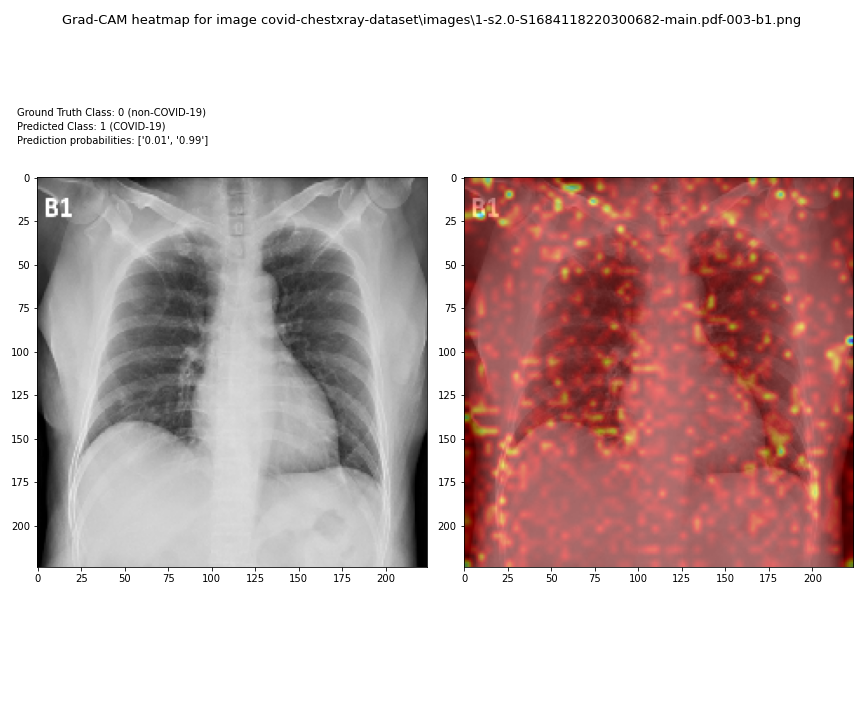 Grad-CAM heatmap for image covid-chestxray-dataset\images\1-s2.0-S1684118220300682-main.pdf-003-b1.png
Ground Truth Class: 0 (non-COVID-19)
Predicted Class: 1 (COVID-19)
Prediction probabilities: ['0.01', '0.99']
B1
0
25
50
75
100
125
150
175
200
0 25 50 75 100 125 150 175 200
B1
0
25
50
75
100
125
150
175
200
0 25 50 75 100 125 150 175 200